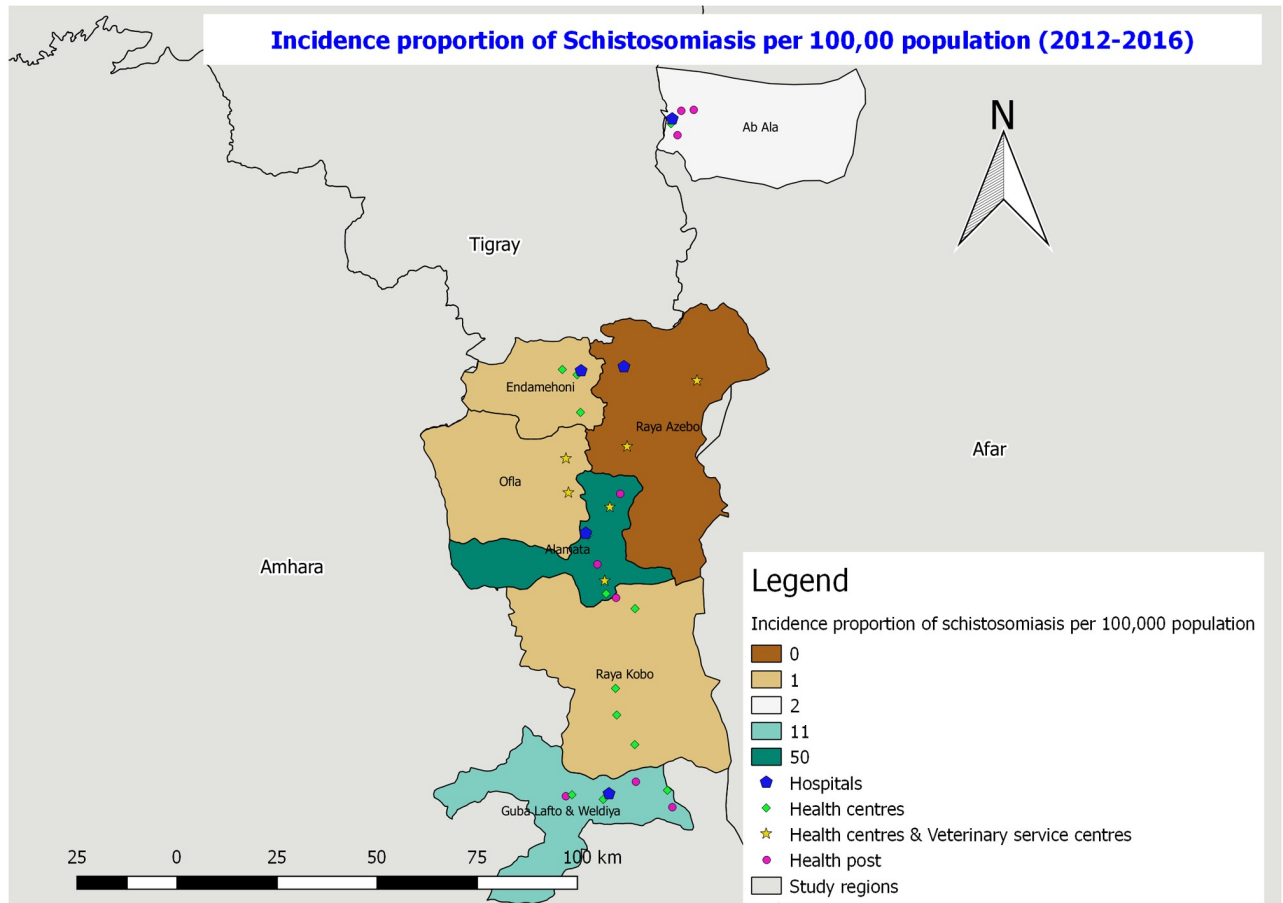 Incidence proportion of Schistosomiasis per 100,00 population (2012-2016)
Ab Ala
N
Tigray
Endamehoni
Raya Azebo
Afar
Ofla
Alamata
Amhara
Raya Kobo
Guba Lafto & Weldiya
25 0 25 50 75 100 km
Legend
Incidence proportion of schistosomiasis per 100,000 population
0
1
2
11
50
Hospitals
Health centres
Health centres & Veterinary service centres
Health post
Study regions